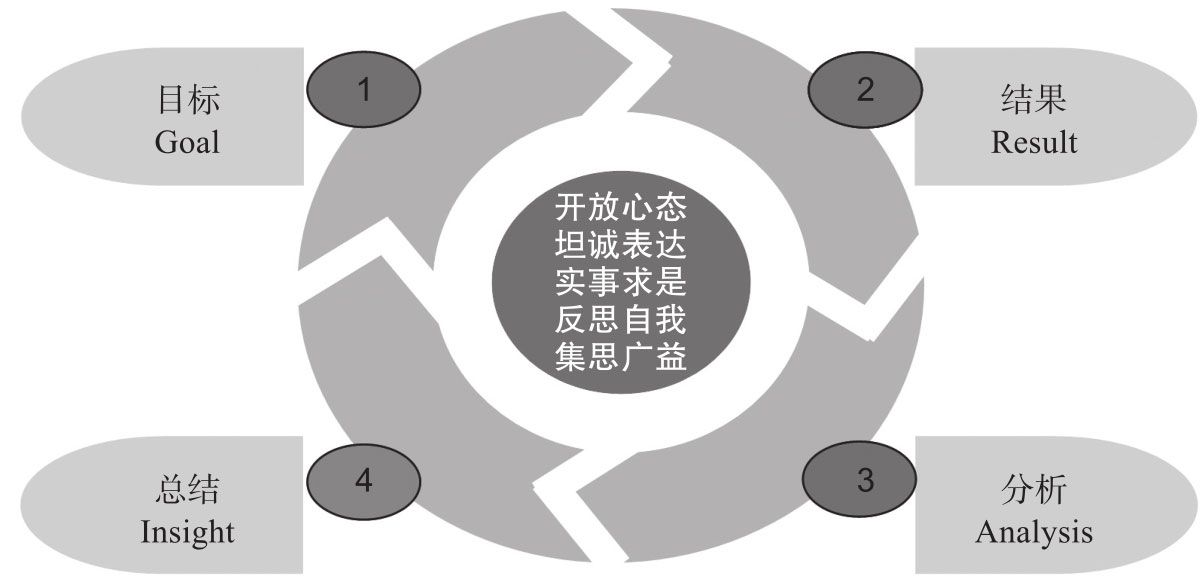 目标
Goal
1
2
结果
Result
开放心态
坦诚表达
实事求是
反思自我
集思广益
总结
Insight
4
3
分析
Analysis